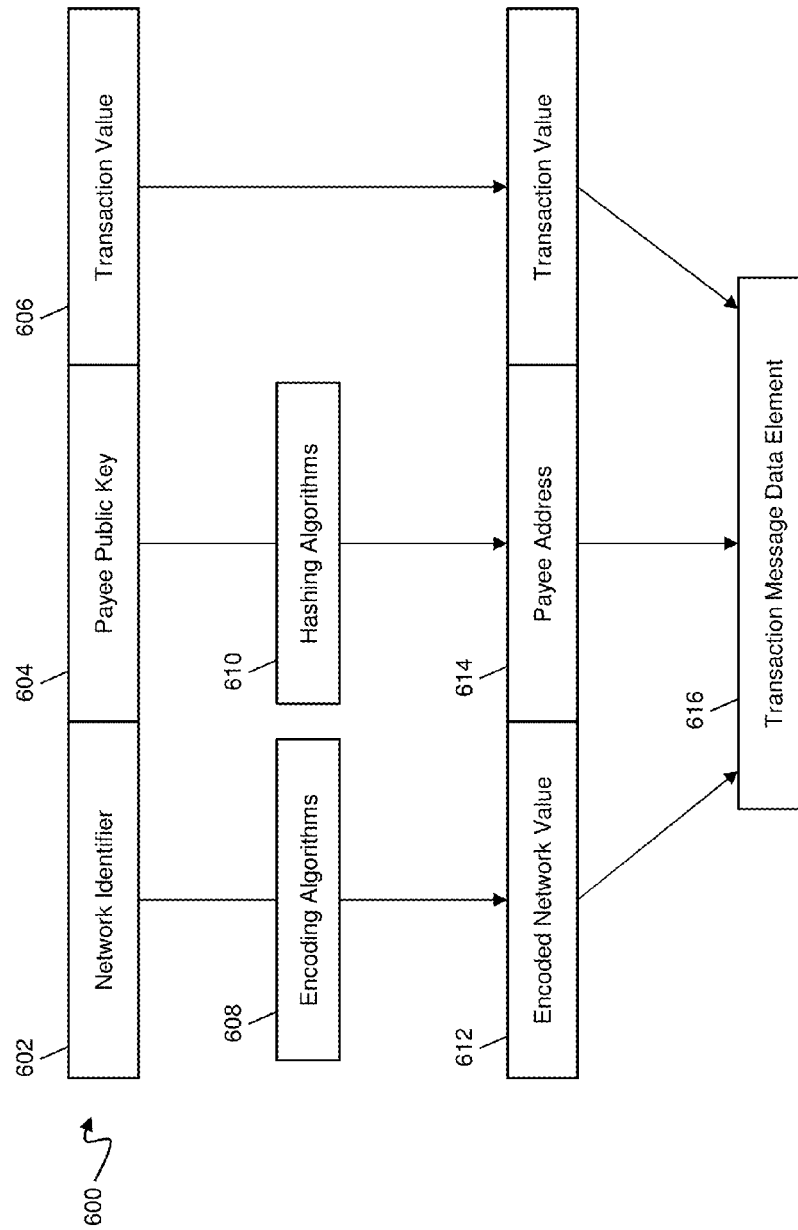 600
602
Network Identifier
604
Payee Public Key
606
Transaction Value
608
Encoding Algorithms
610
Hashing Algorithms
612
Encoded Network Value
614
Payee Address
Transaction Value
616
Transaction Message Data Element